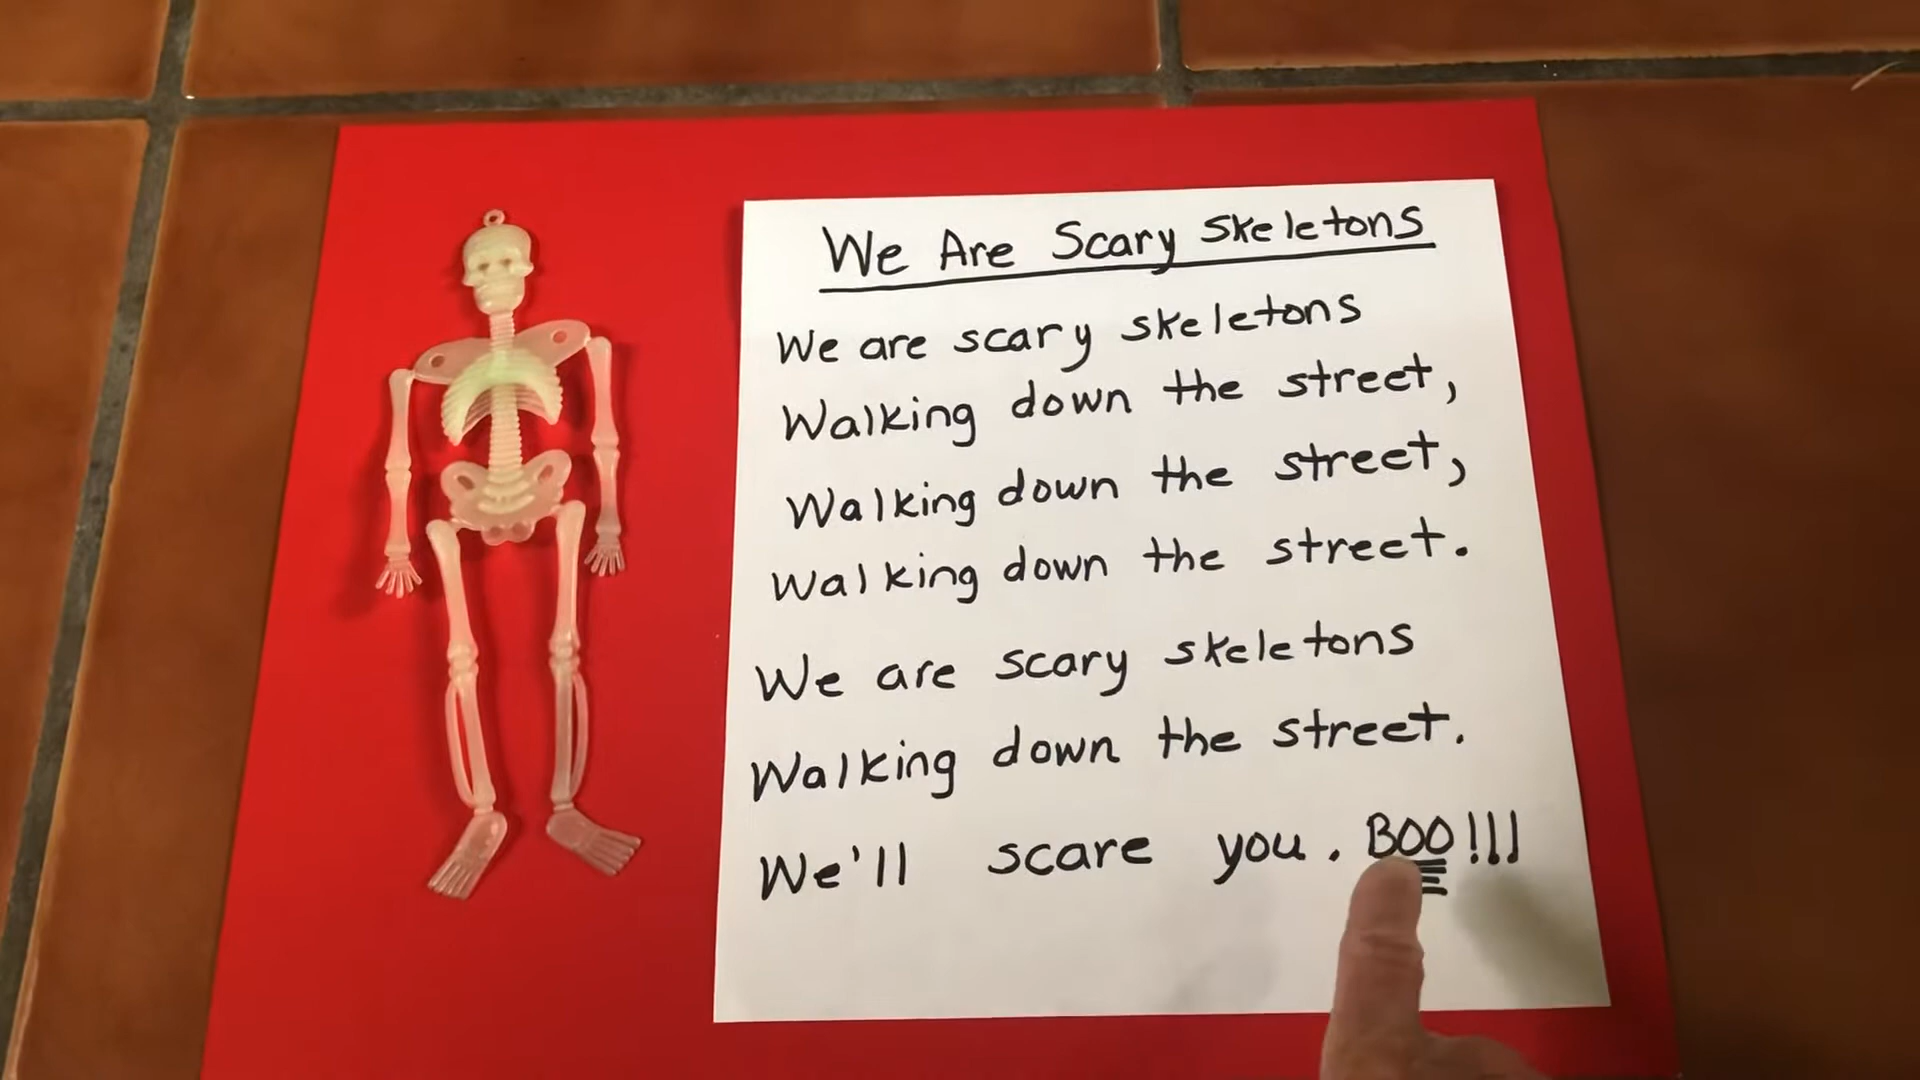 We Are Scary Skeletons
We are scary skeletons
Walking down the street,
Walking down the street,
Walking down the street.
We are scary skeletons
Walking down the street.
We'll scare you. BOO!!!